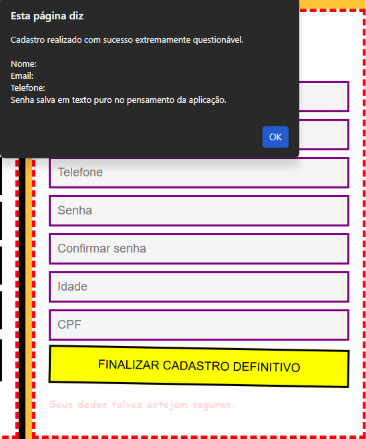 Esta página diz
Cadastro realizado com sucesso extremamente questionável.
Nome:
Email:
Telefone:
Senha salva em texto puro no pensamento da aplicação.
OK
Telefone
Senha
Confirmar senha
Idade
CPF
FINALIZAR CADASTRO DEFINITIVO
Seus dados talvez estejam seguros.